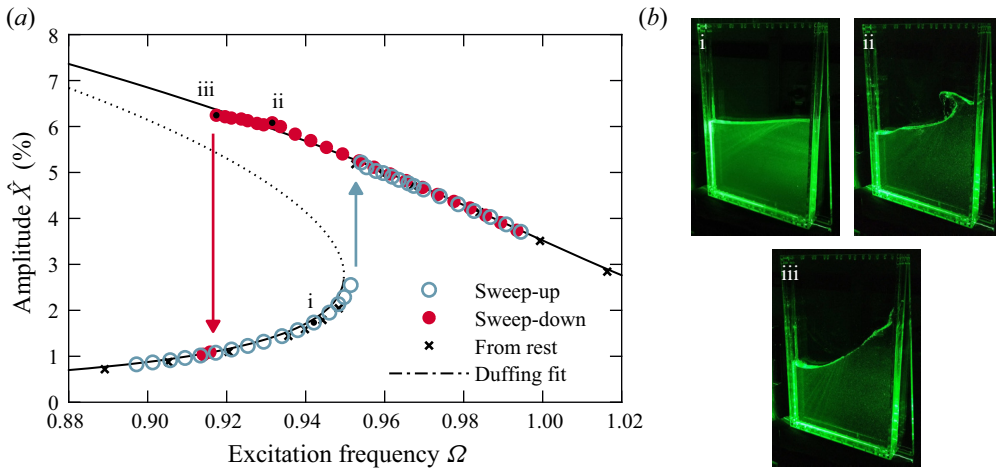 (a)
8
7
6
5
4
3
2
1
0
Amplitude X̂ (%)
iii
ii
i
Sweep-up
Sweep-down
From rest
Duffing fit
0.88 0.90 0.92 0.94 0.96 0.98 1.00 1.02
Excitation frequency Ω
(b)
i
ii
iii